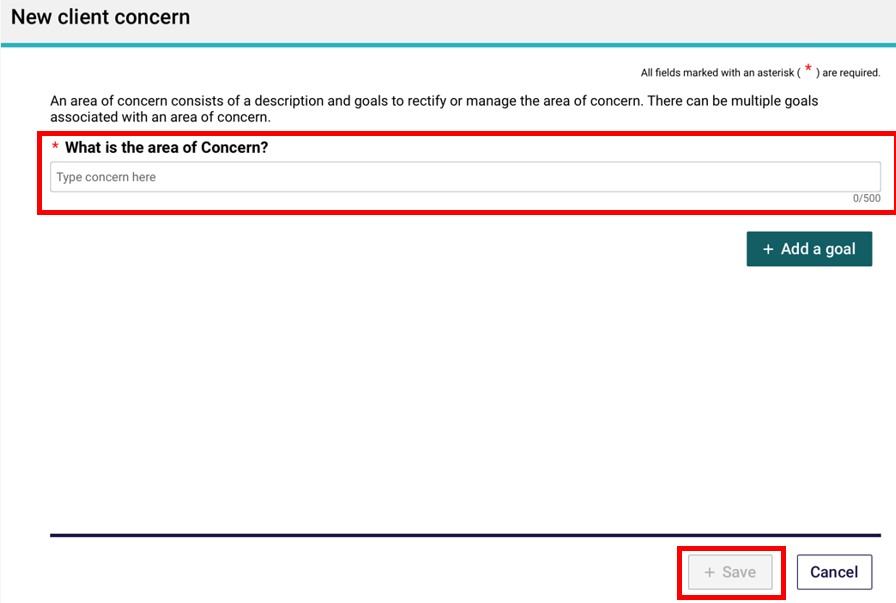 New client concern
All fields marked with an asterisk ( * ) are required.
An area of concern consists of a description and goals to rectify or manage the area of concern. There can be multiple goals
associated with an area of concern.
* What is the area of Concern?
Type concern here
0/500
+ Add a goal
+ Save
Cancel